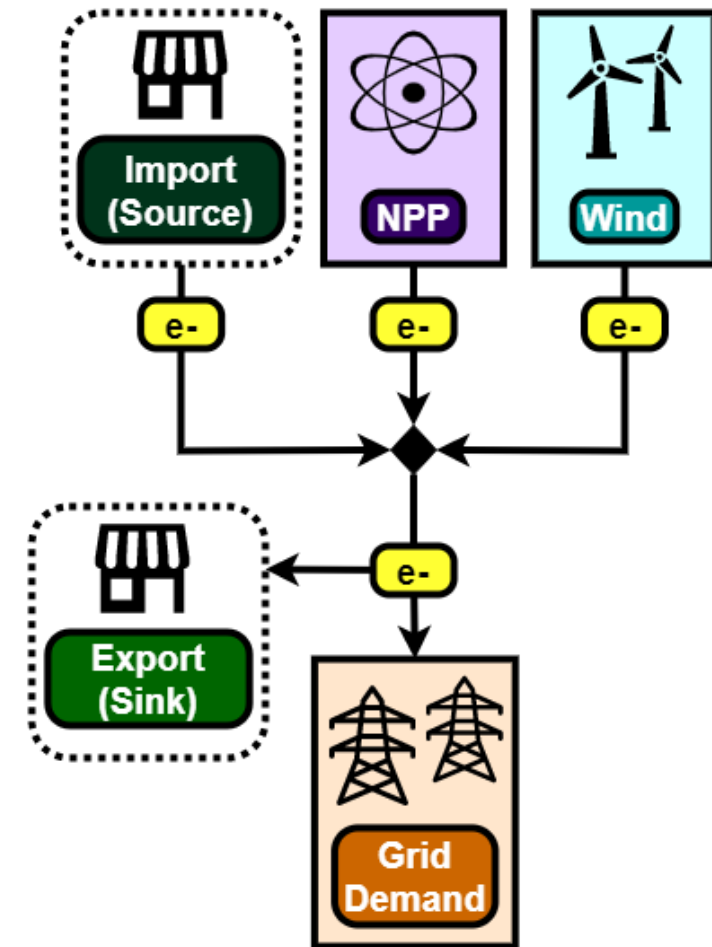 Import
(Source)
NPP
Wind
e-
e-
e-
e-
Export
(Sink)
Grid
Demand